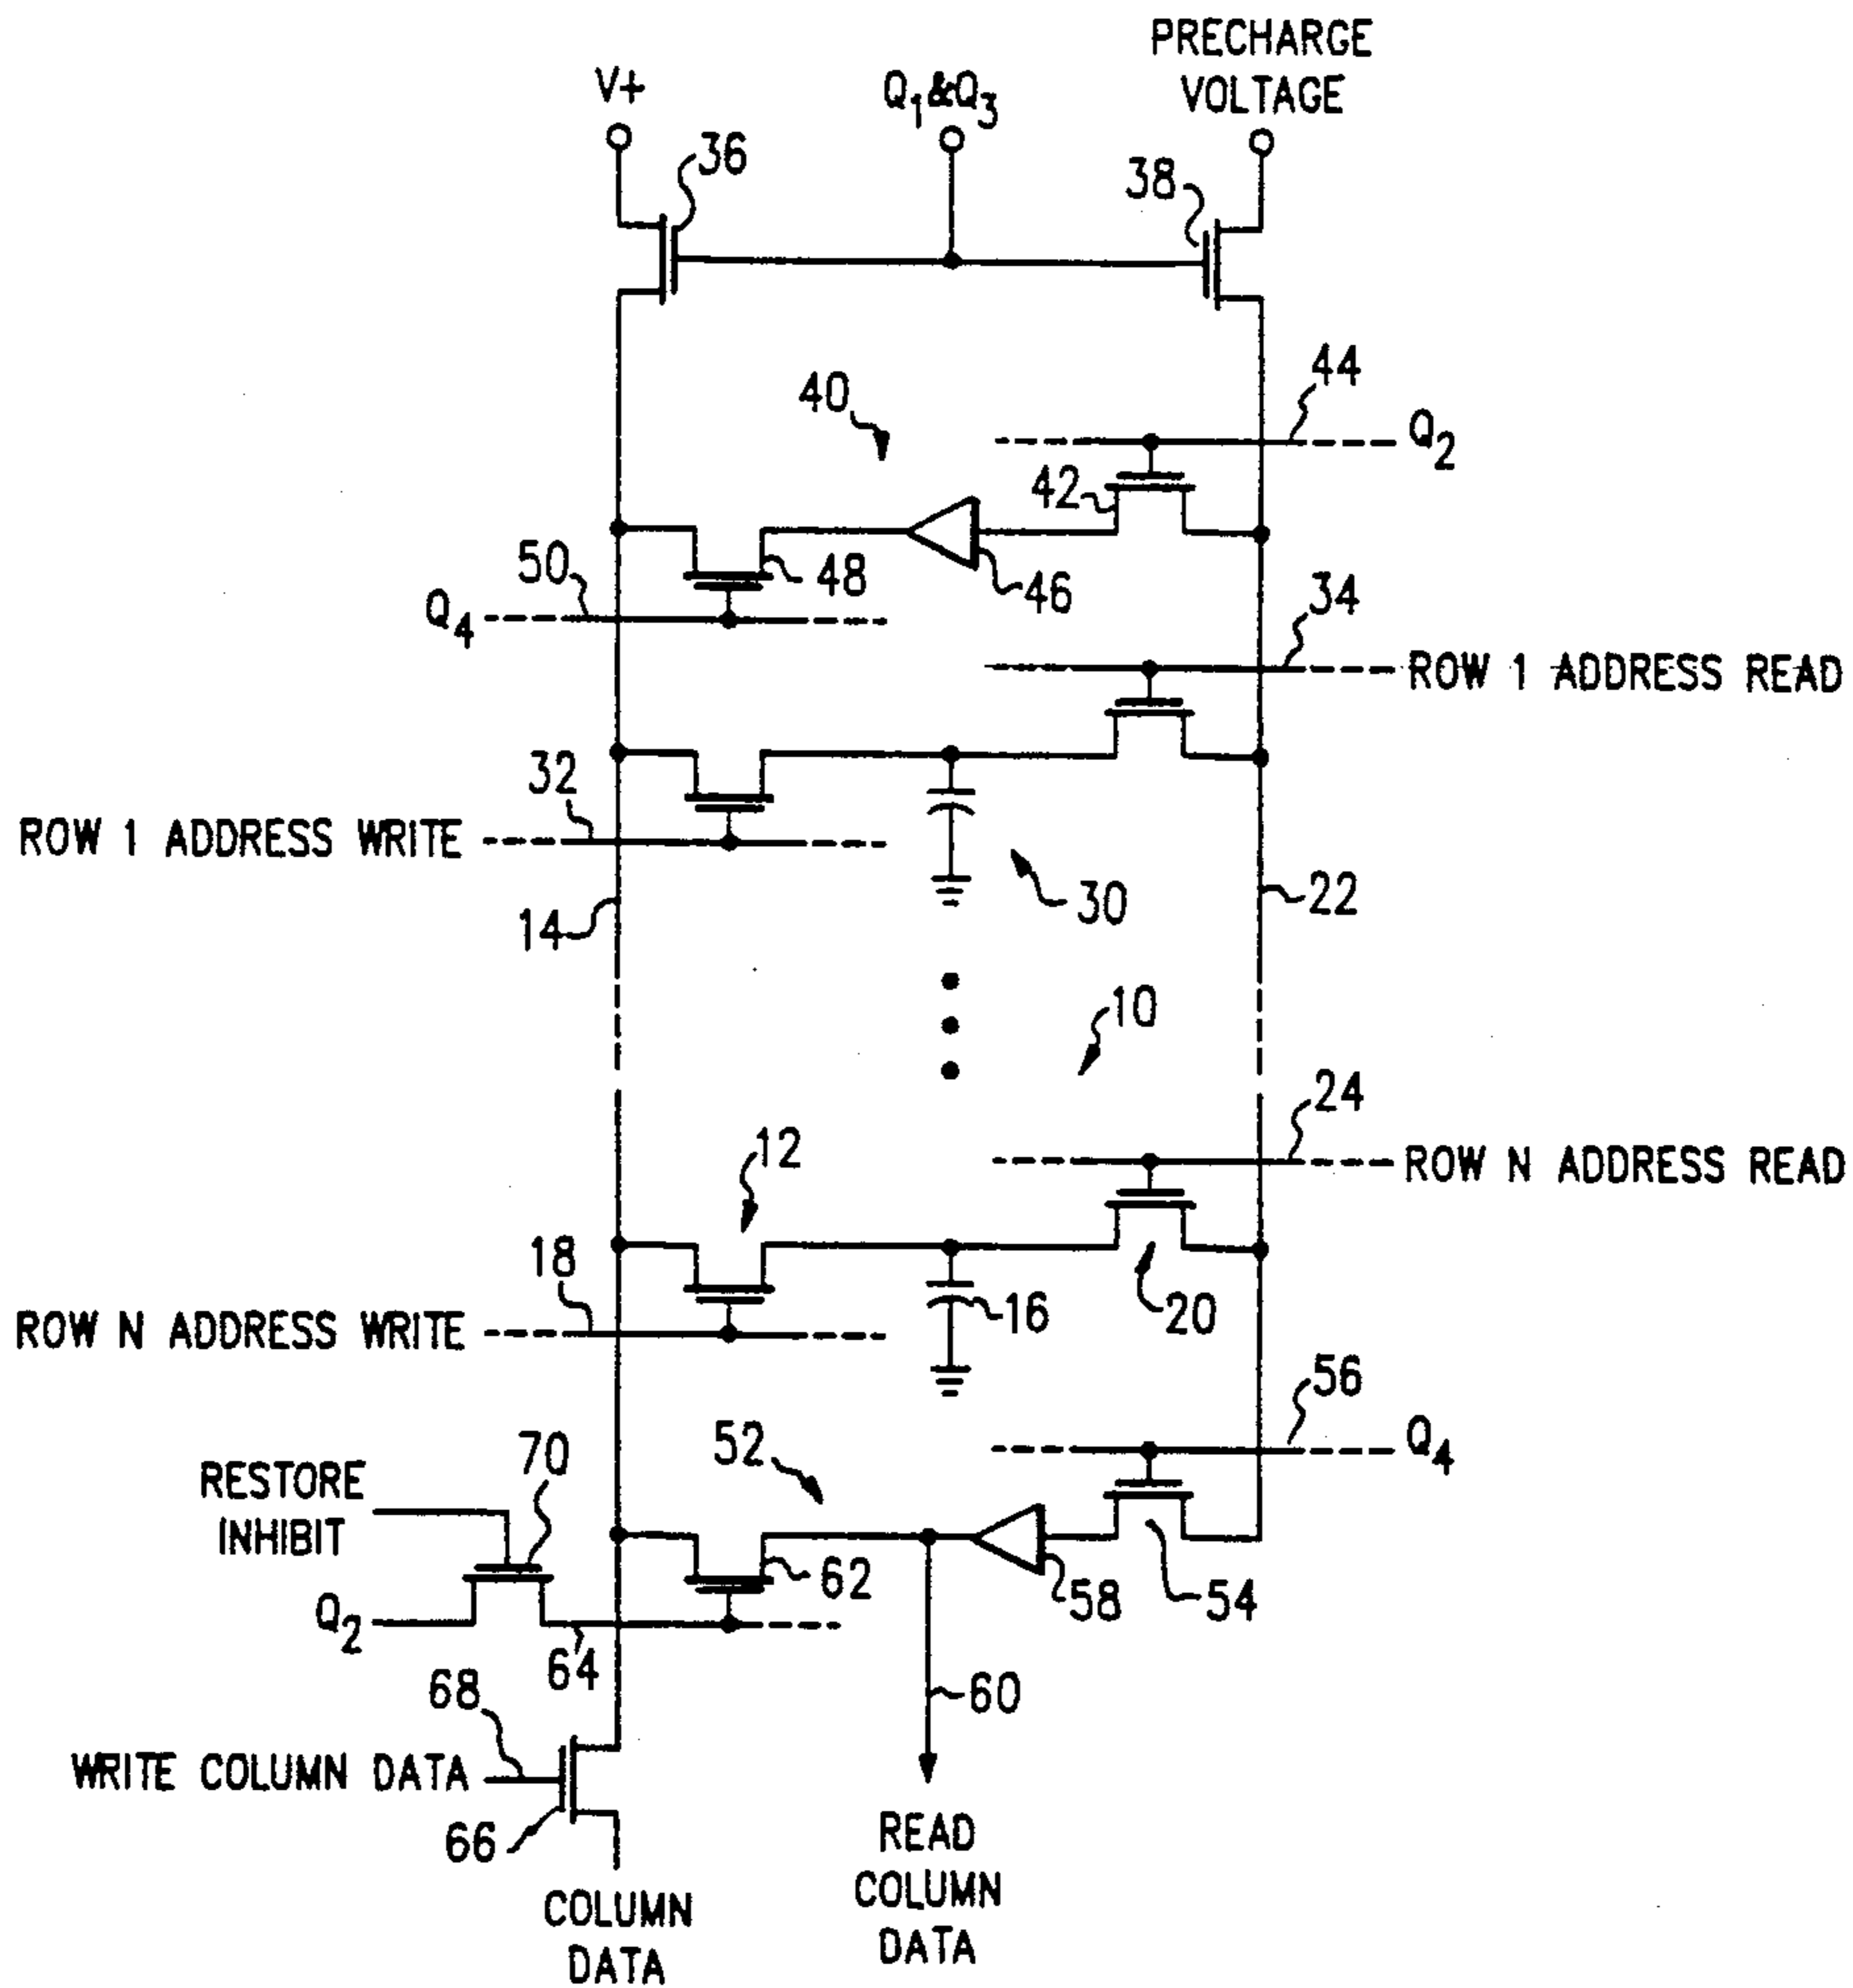 PRECHARGE
VOLTAGE
V+
Q1&Q3
36
38
44
40
Q2
42
50
48
46
34
Q4
ROW 1 ADDRESS READ
32
ROW 1 ADDRESS WRITE
30
22
14
10
24
12
ROW N ADDRESS READ
18
16
20
ROW N ADDRESS WRITE
56
52
Q4
70
RESTORE
INHIBIT
62
58
54
Q2
64
68
60
WRITE COLUMN DATA
66
READ
COLUMN
DATA
COLUMN
DATA